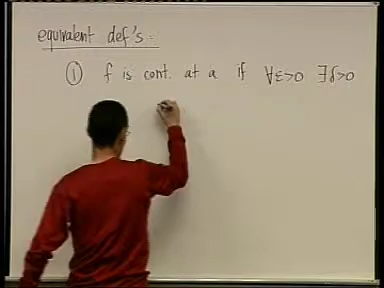 equivalent def's:
① f is cont. at a if ∀ε>0 ∃δ>0